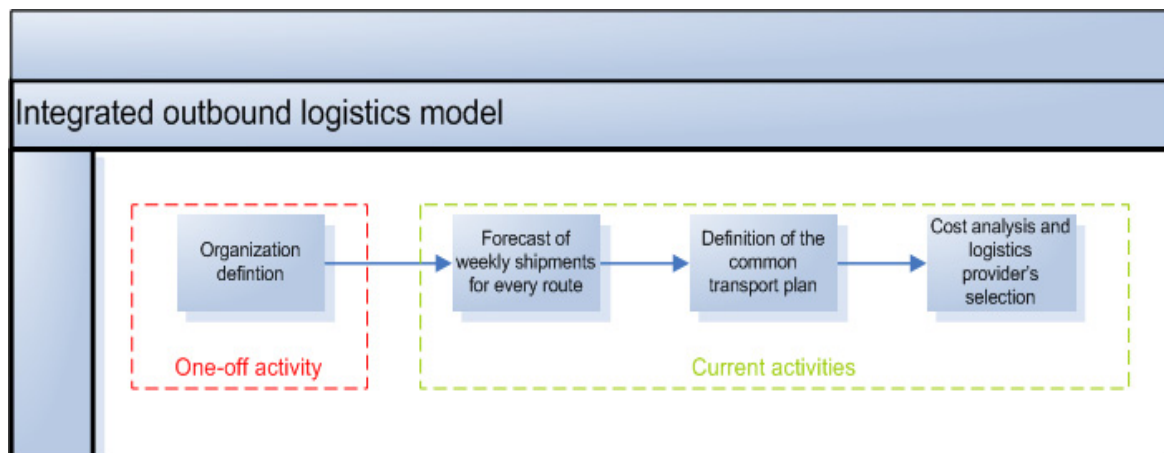 Integrated outbound logistics model
Organization
defintion
Forecast of
weekly shipments
for every route
Definition of the
common
transport plan
Cost analysis and
logistics
provider's
selection
One-off activity
Current activities